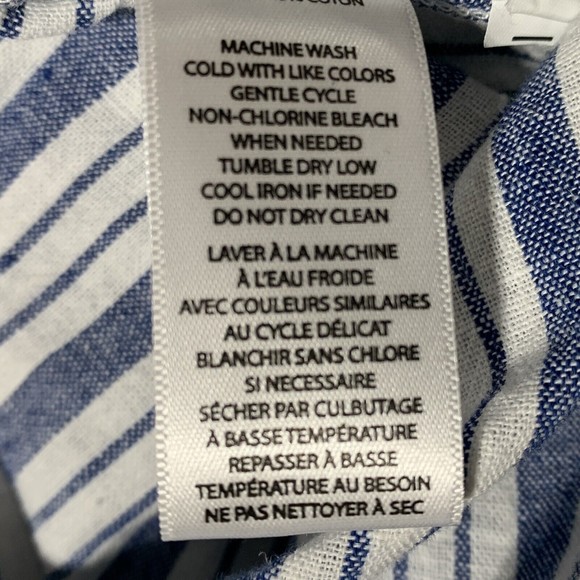 COTON
MACHINE WASH
COLD WITH LIKE COLORS
GENTLE CYCLE
NON-CHLORINE BLEACH
WHEN NEEDED
TUMBLE DRY LOW
COOL IRON IF NEEDED
DO NOT DRY CLEAN
LAVER À LA MACHINE
À L'EAU FROIDE
AVEC COULEURS SIMILAIRES
AU CYCLE DÉLICAT
BLANCHIR SANS CHLORE
SI NECESSAIRE
SÉCHER PAR CULBUTAGE
À BASSE TEMPÉRATURE
REPASSER À BASSE
TEMPÉRATURE AU BESOIN
NE PAS NETTOYER À SEC